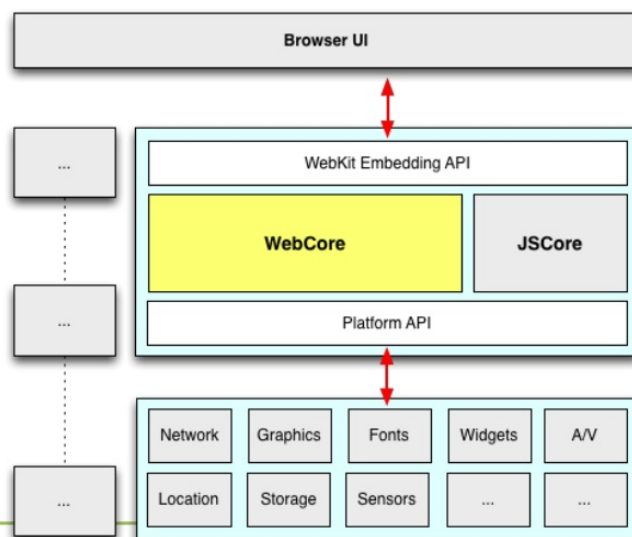 Browser UI
...
WebKit Embedding API
WebCore
JSCore
...
Platform API
Network
Graphics
Fonts
Widgets
A/V
...
Location
Storage
Sensors
...
...